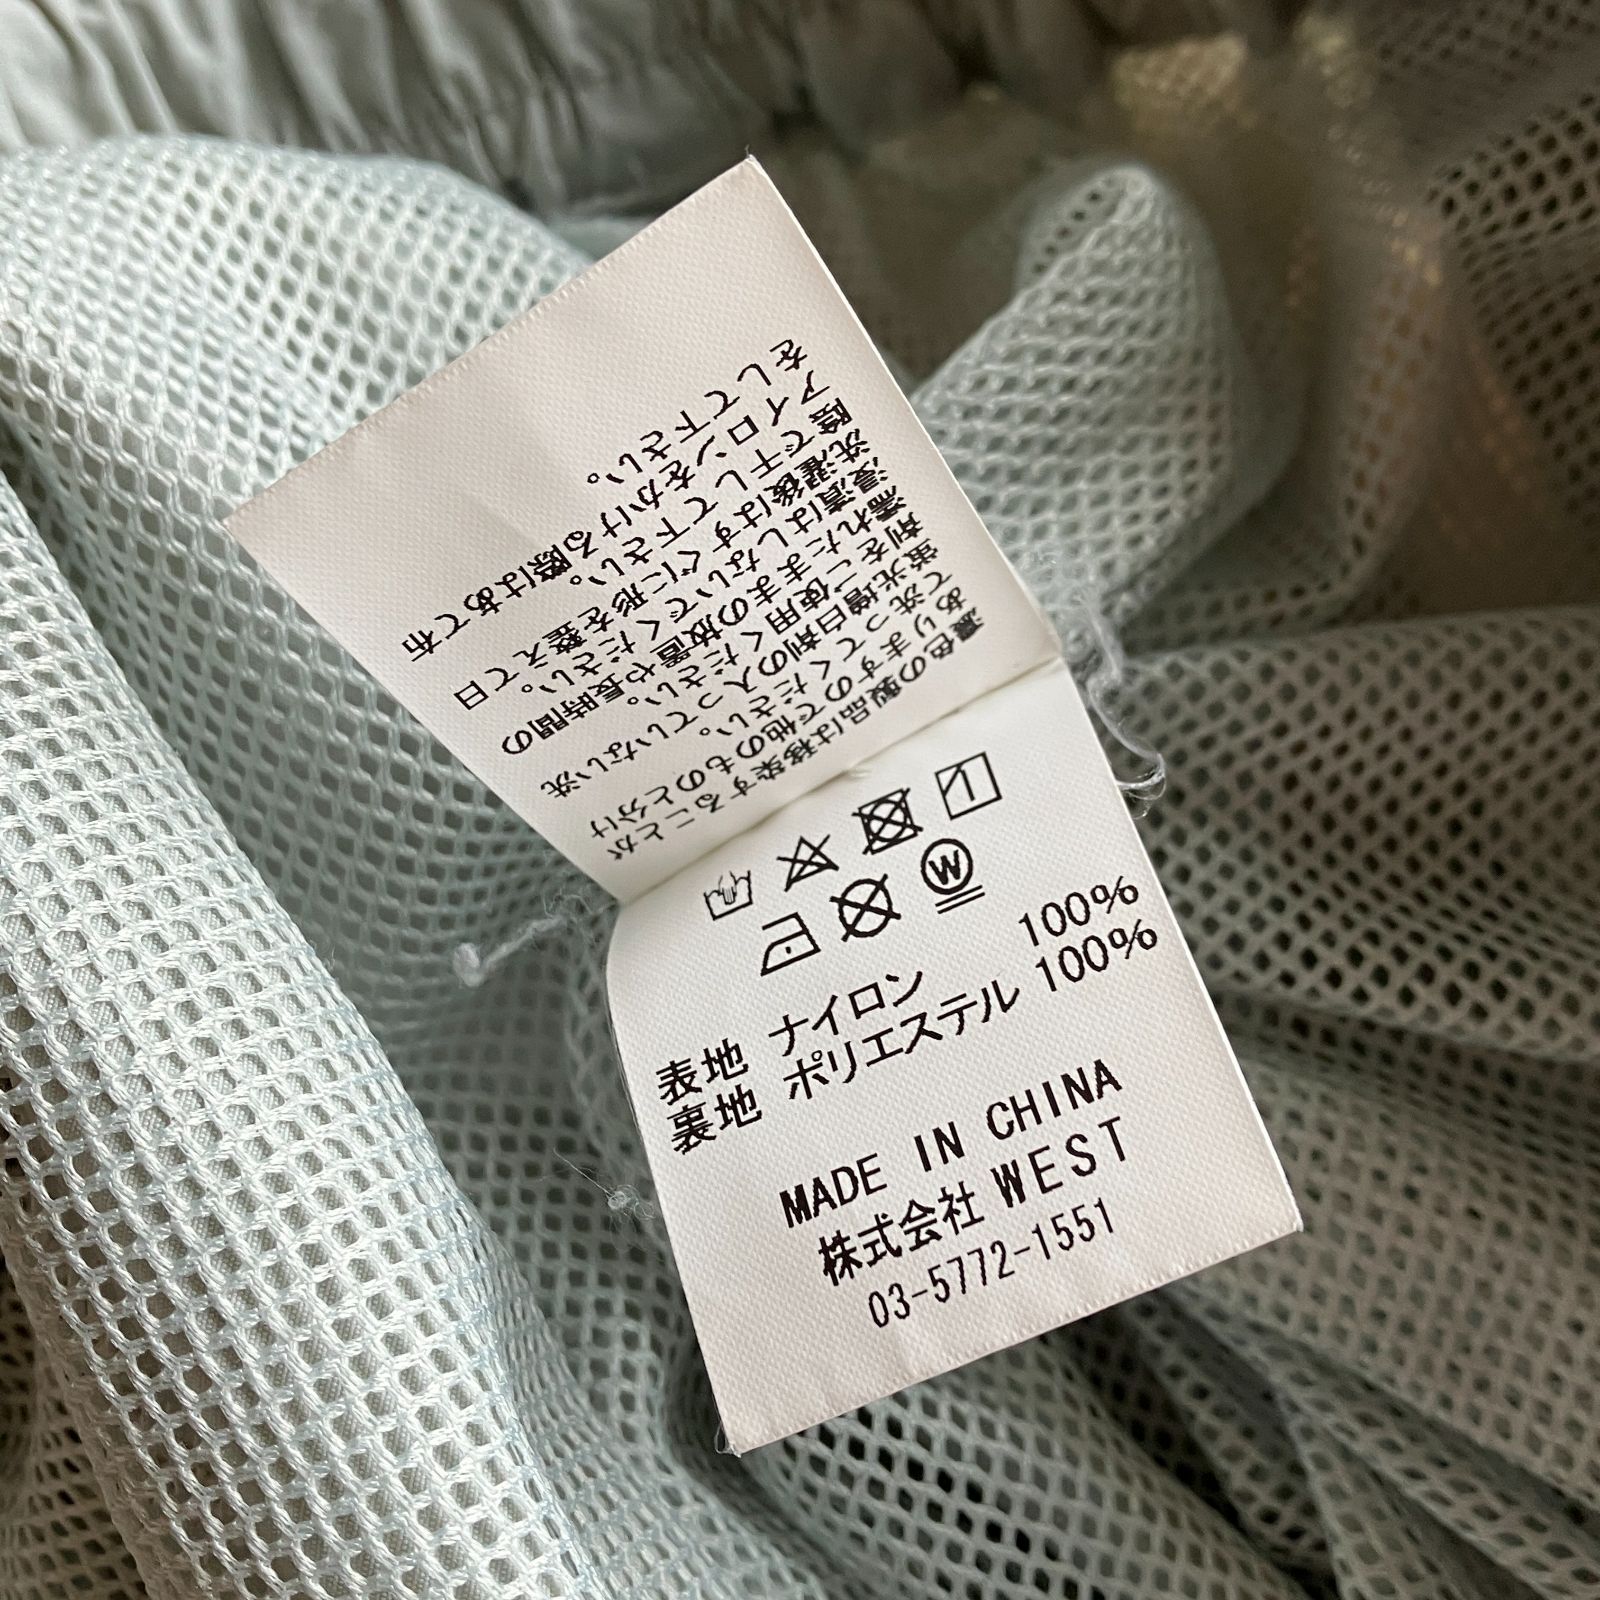 濃色の製品は移染することが
ありますので他のものと分け
て洗ってください。
蛍光増白剤の入っていない洗
剤をご使用ください。
濡れたままの放置や長時間の
浸漬はしないでください。
洗濯後はすぐに形を整えて日
陰で干して下さい。
アイロンをかける際はあて布
をして下さい。
W
表地 ナイロン 100%
裏地 ポリエステル 100%
MADE IN CHINA
株式会社 WEST
03-5772-1551